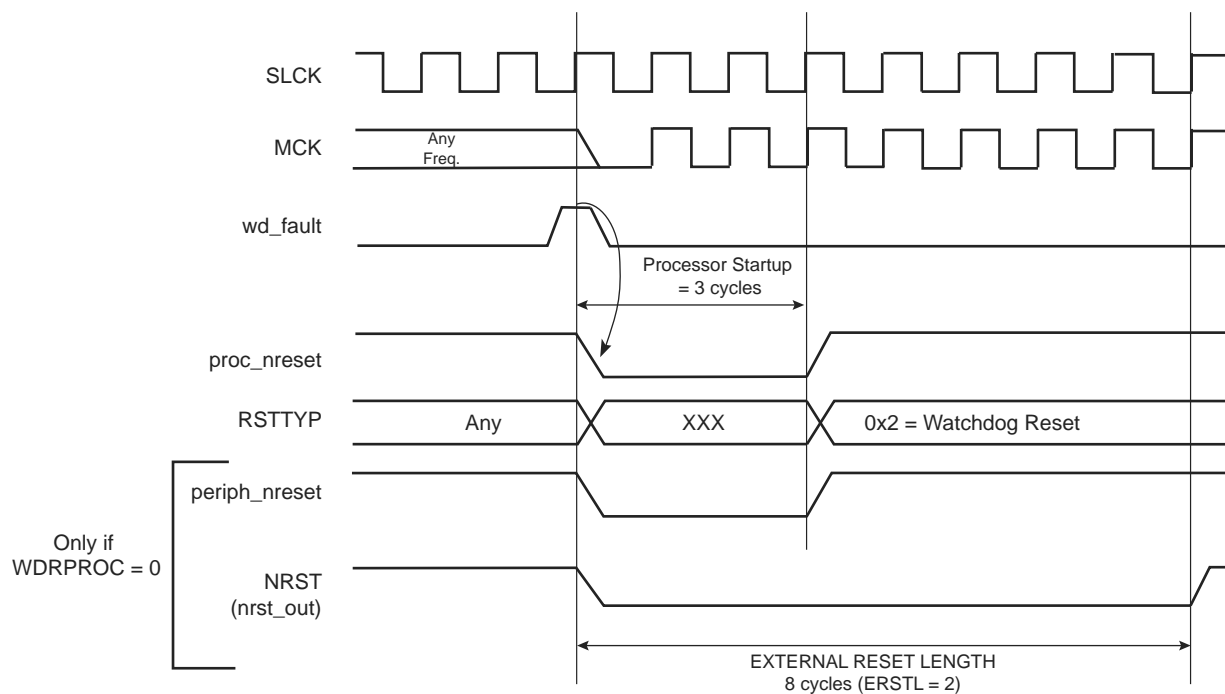 SLCK
MCK
Any
Freq.
wd_fault
Processor Startup
= 3 cycles
proc_nreset
RSTTYP
Any
XXX
0x2 = Watchdog Reset
periph_nreset
Only if
WDRPROC = 0
NRST
(nrst_out)
EXTERNAL RESET LENGTH
8 cycles (ERSTL = 2)